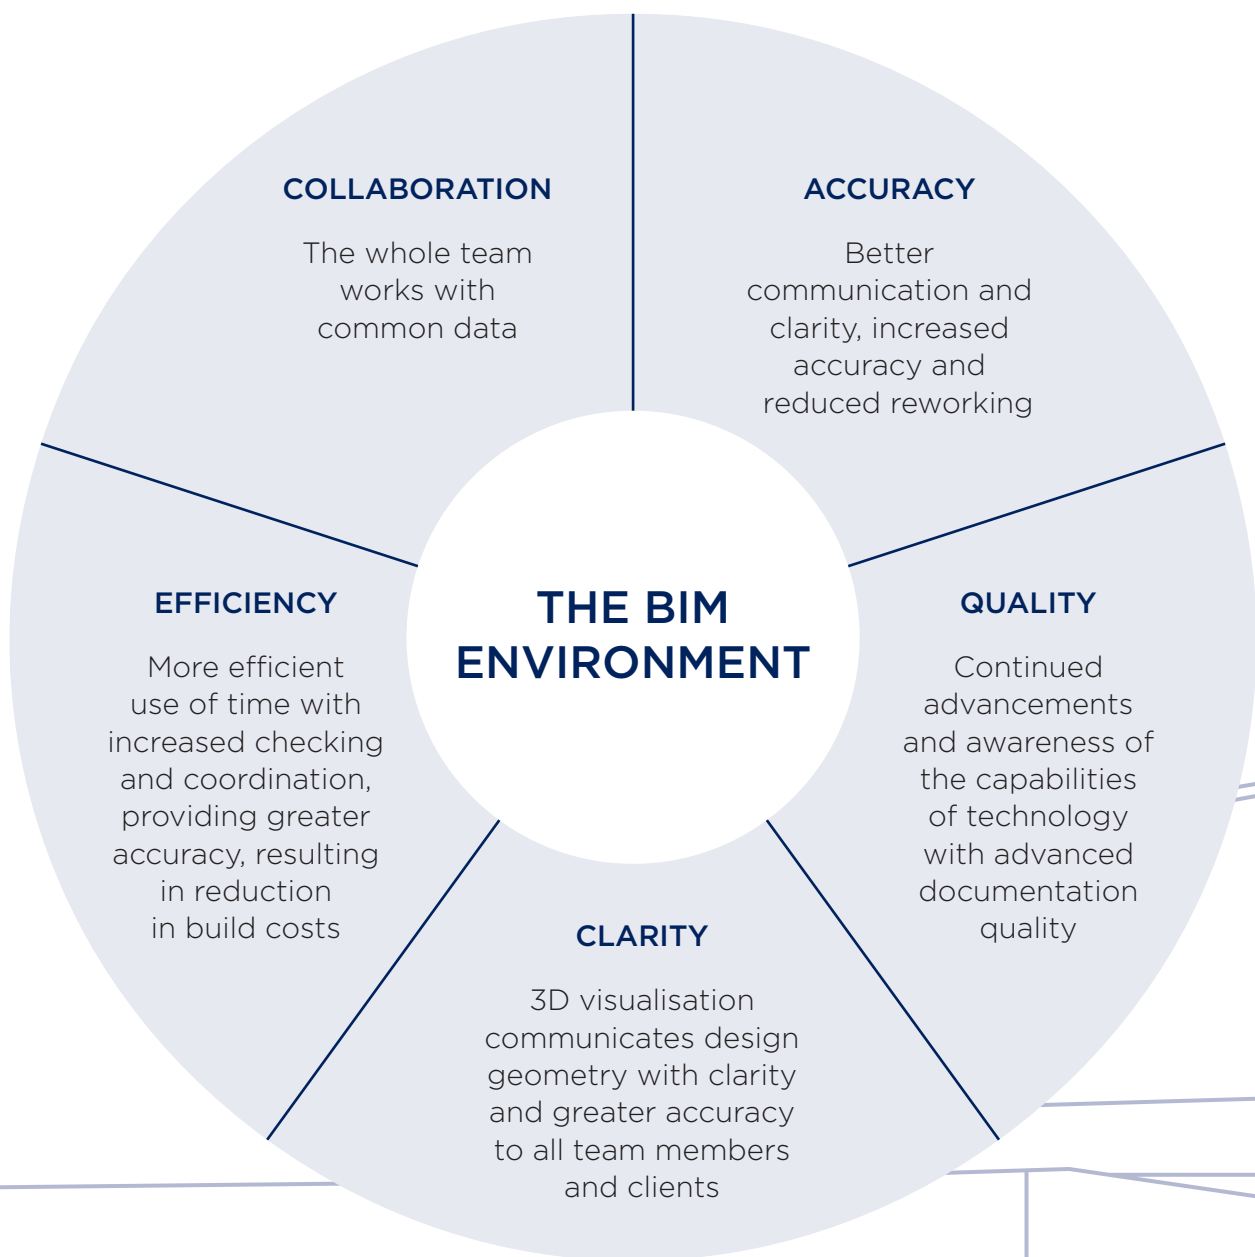 COLLABORATION
The whole team
works with
common data
ACCURACY
Better
communication and
clarity, increased
accuracy and
reduced reworking
THE BIM
ENVIRONMENT
EFFICIENCY
More efficient
use of time with
increased checking
and coordination,
providing greater
accuracy, resulting
in reduction
in build costs
QUALITY
Continued
advancements
and awareness of
the capabilities
of technology
with advanced
documentation
quality
CLARITY
3D visualisation
communicates design
geometry with clarity
and greater accuracy
to all team members
and clients